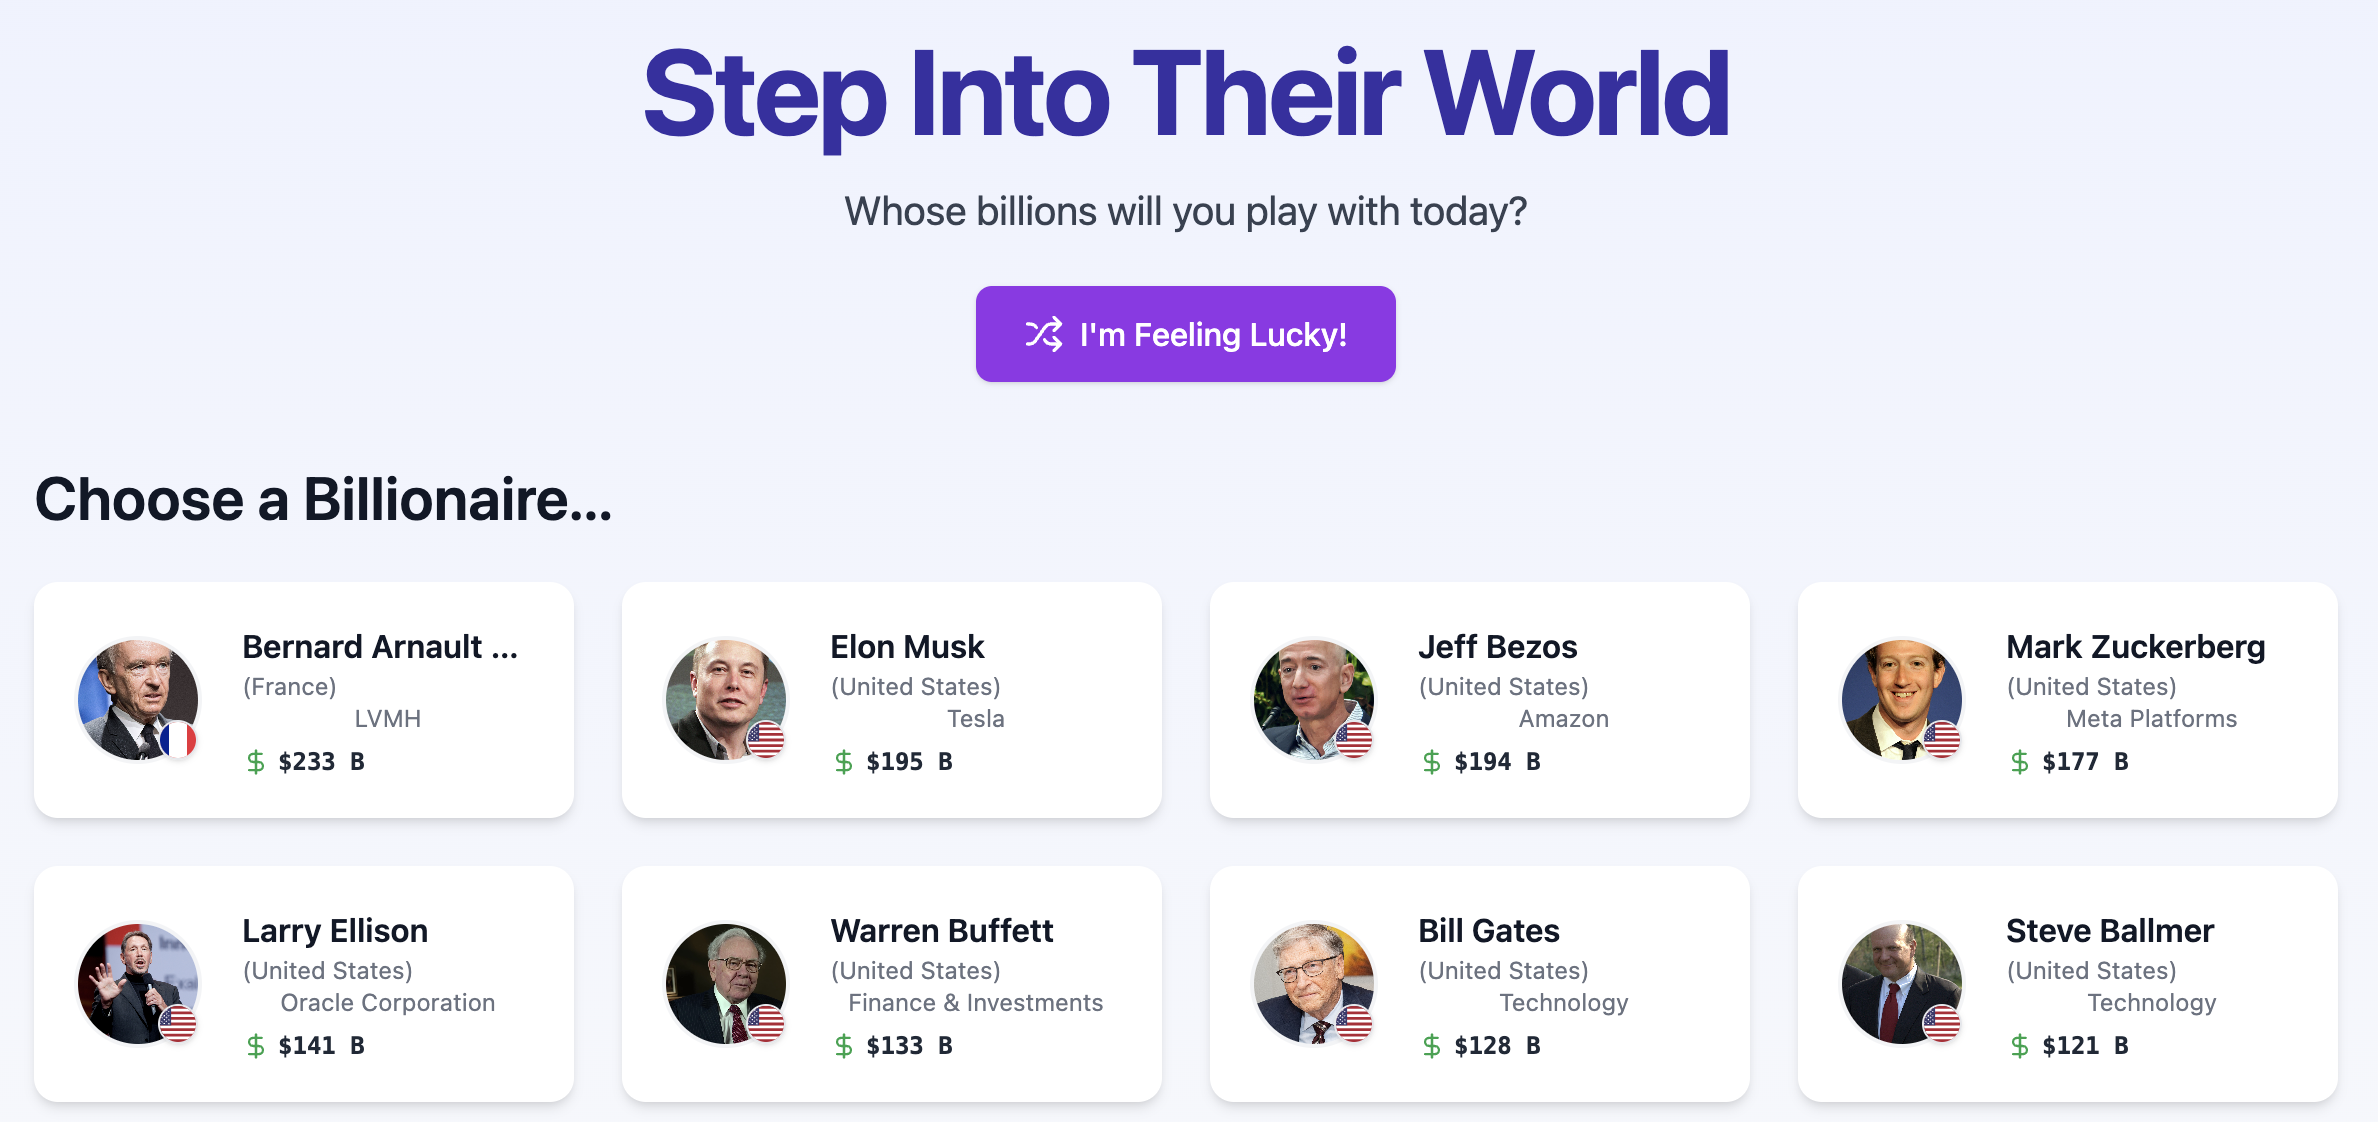 Step Into Their World
Whose billions will you play with today?
I'm Feeling Lucky!
Choose a Billionaire...
Bernard Arnault ...
(France)
LVMH
$ $233 B
Elon Musk
(United States)
Tesla
$ $195 B
Jeff Bezos
(United States)
Amazon
$ $194 B
Mark Zuckerberg
(United States)
Meta Platforms
$ $177 B
Larry Ellison
(United States)
Oracle Corporation
$ $141 B
Warren Buffett
(United States)
Finance & Investments
$ $133 B
Bill Gates
(United States)
Technology
$ $128 B
Steve Ballmer
(United States)
Technology
$ $121 B